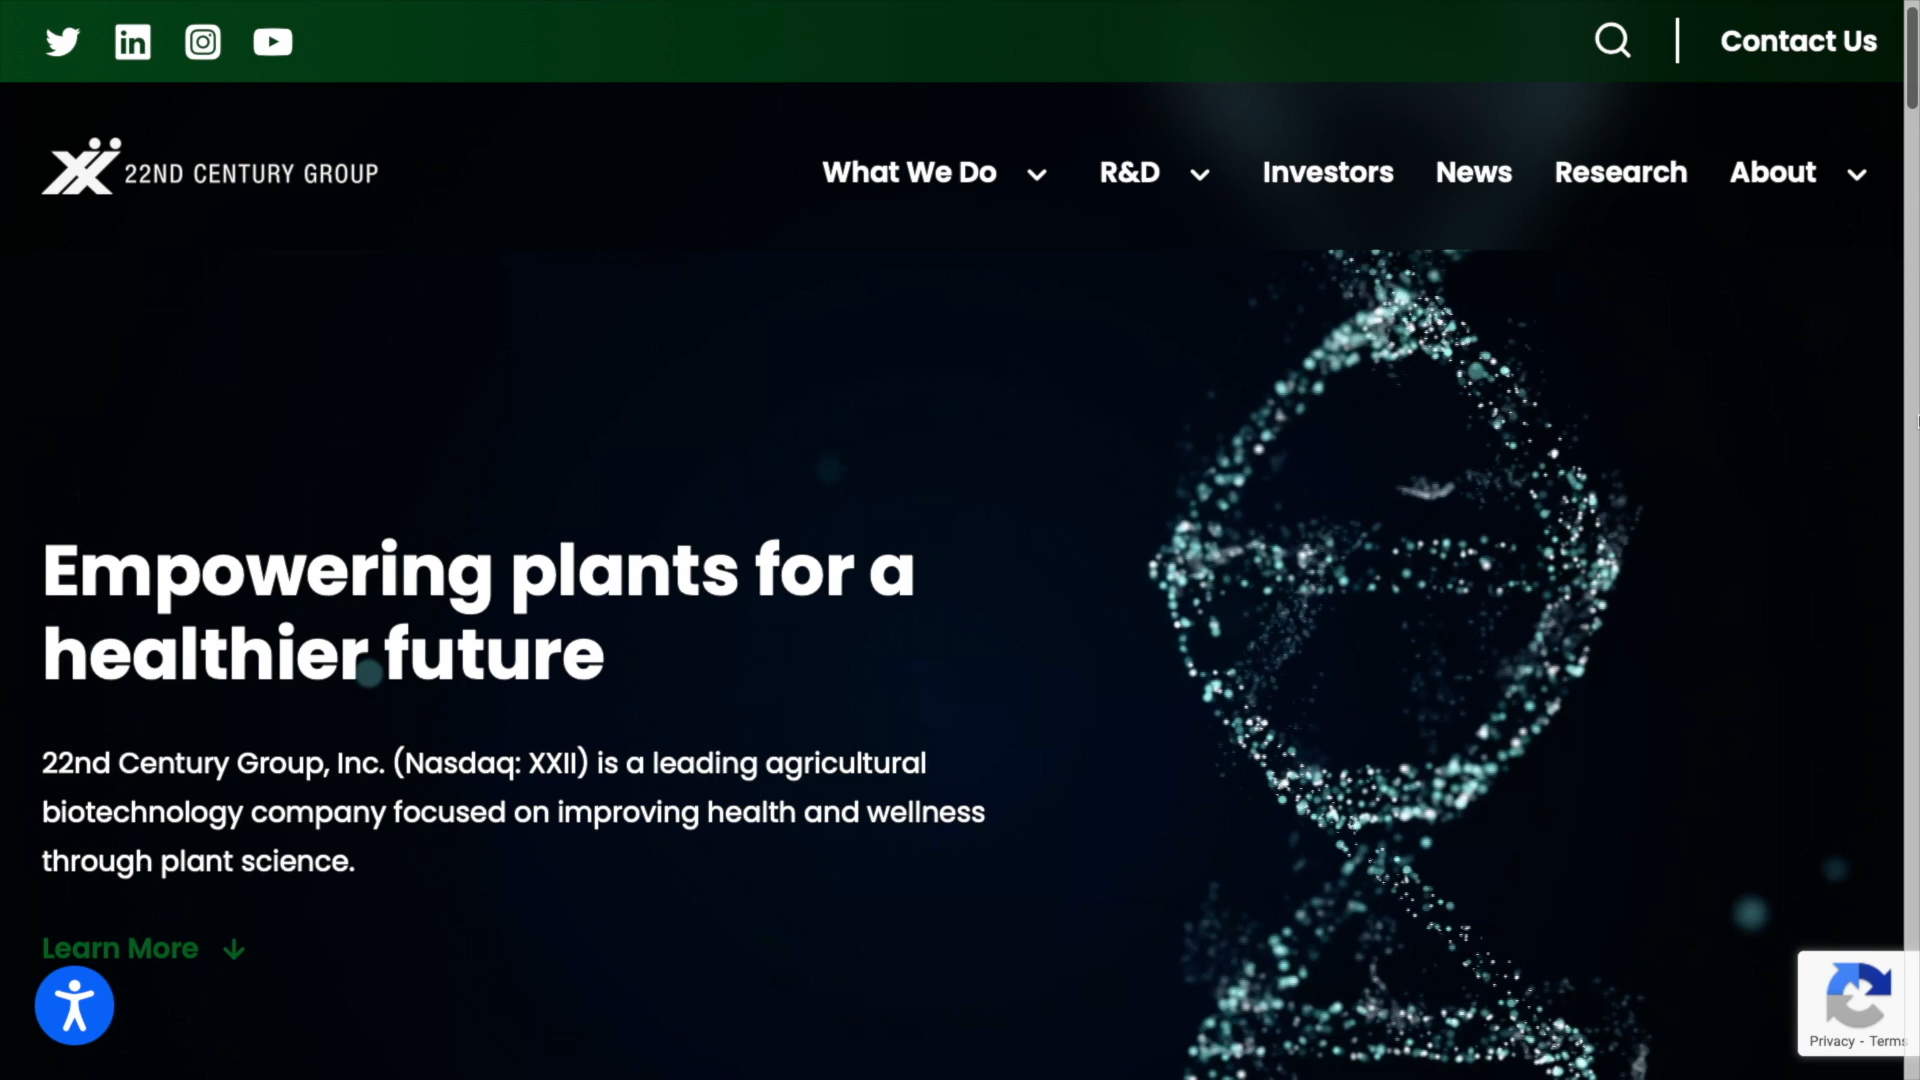 Contact Us
22ND CENTURY GROUP
What We Do R&D Investors News Research About
Empowering plants for a
healthier future
22nd Century Group, Inc. (Nasdaq: XXII) is a leading agricultural
biotechnology company focused on improving health and wellness
through plant science.
Learn More
Privacy - Terms